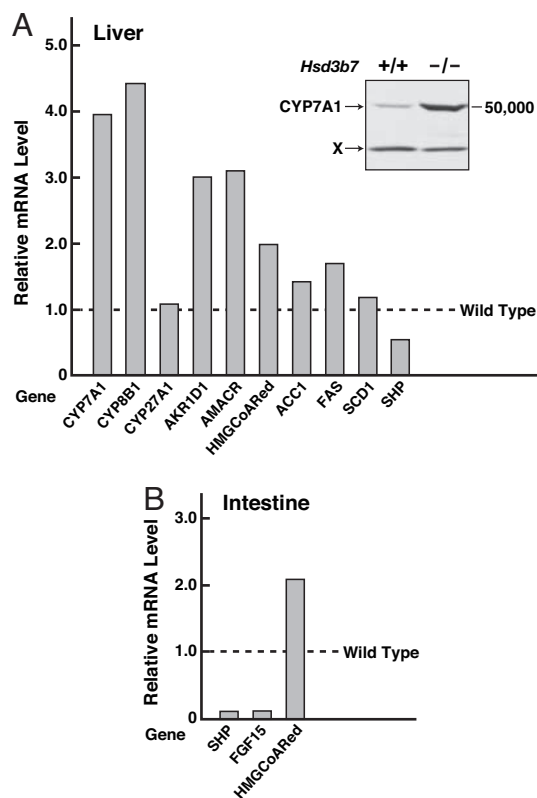 A
Liver
Relative mRNA Level
5.0
4.0
3.0
2.0
1.0
0
Wild Type
Hsd3b7 +/+ −/−
CYP7A1→
−50,000
X→
Gene
CYP7A1
CYP8B1
CYP27A1
AKR1D1
AMACR
HMGCoARed
ACC1
FAS
SCD1
SHP
B
Intestine
Relative mRNA Level
3.0
2.0
1.0
0
Wild Type
Gene
SHP
FGF15
HMGCoARed